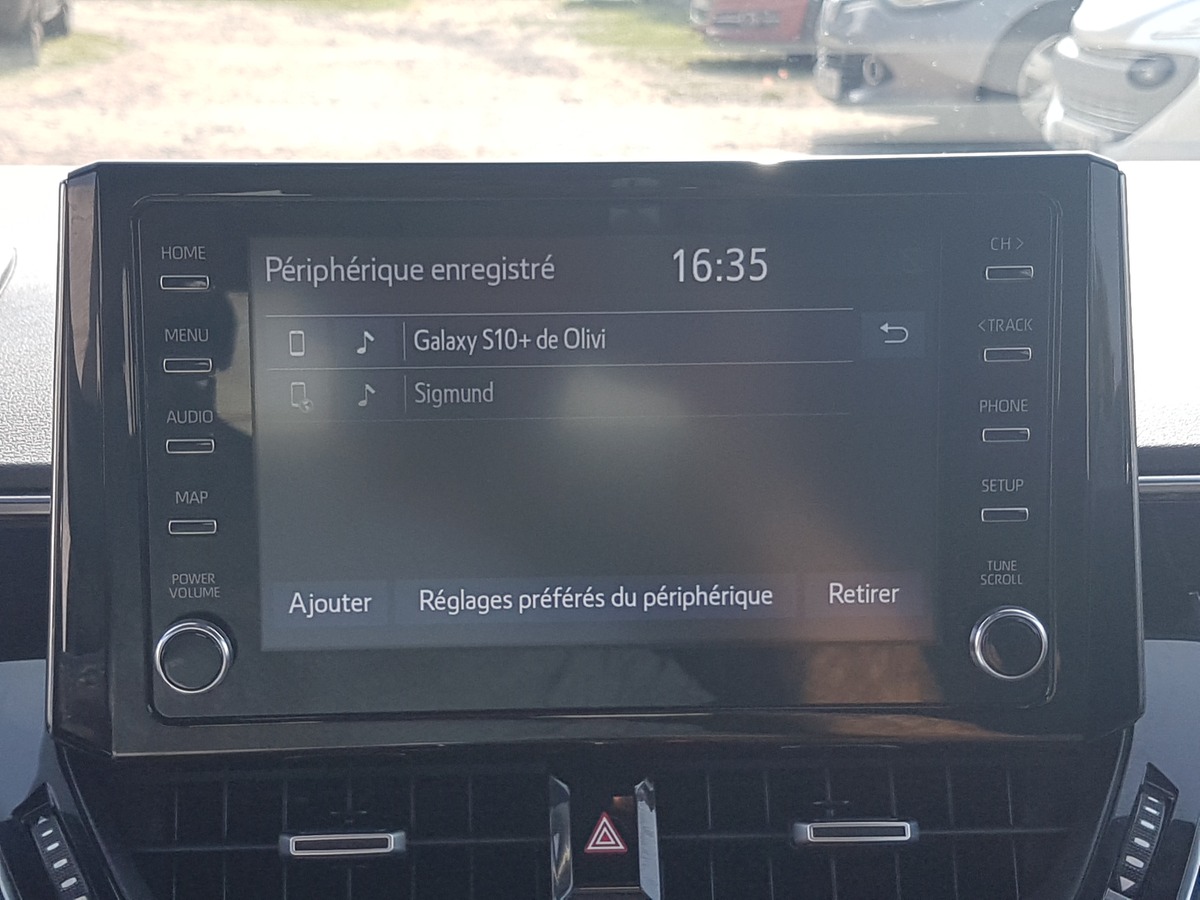 HOME
MENU
AUDIO
MAP
POWER
VOLUME
Périphérique enregistré
16:35
Galaxy S10+ de Olivi
Sigmund
Ajouter
Réglages préférés du périphérique
Retirer
CH >
< TRACK
PHONE
SETUP
TUNE
SCROLL